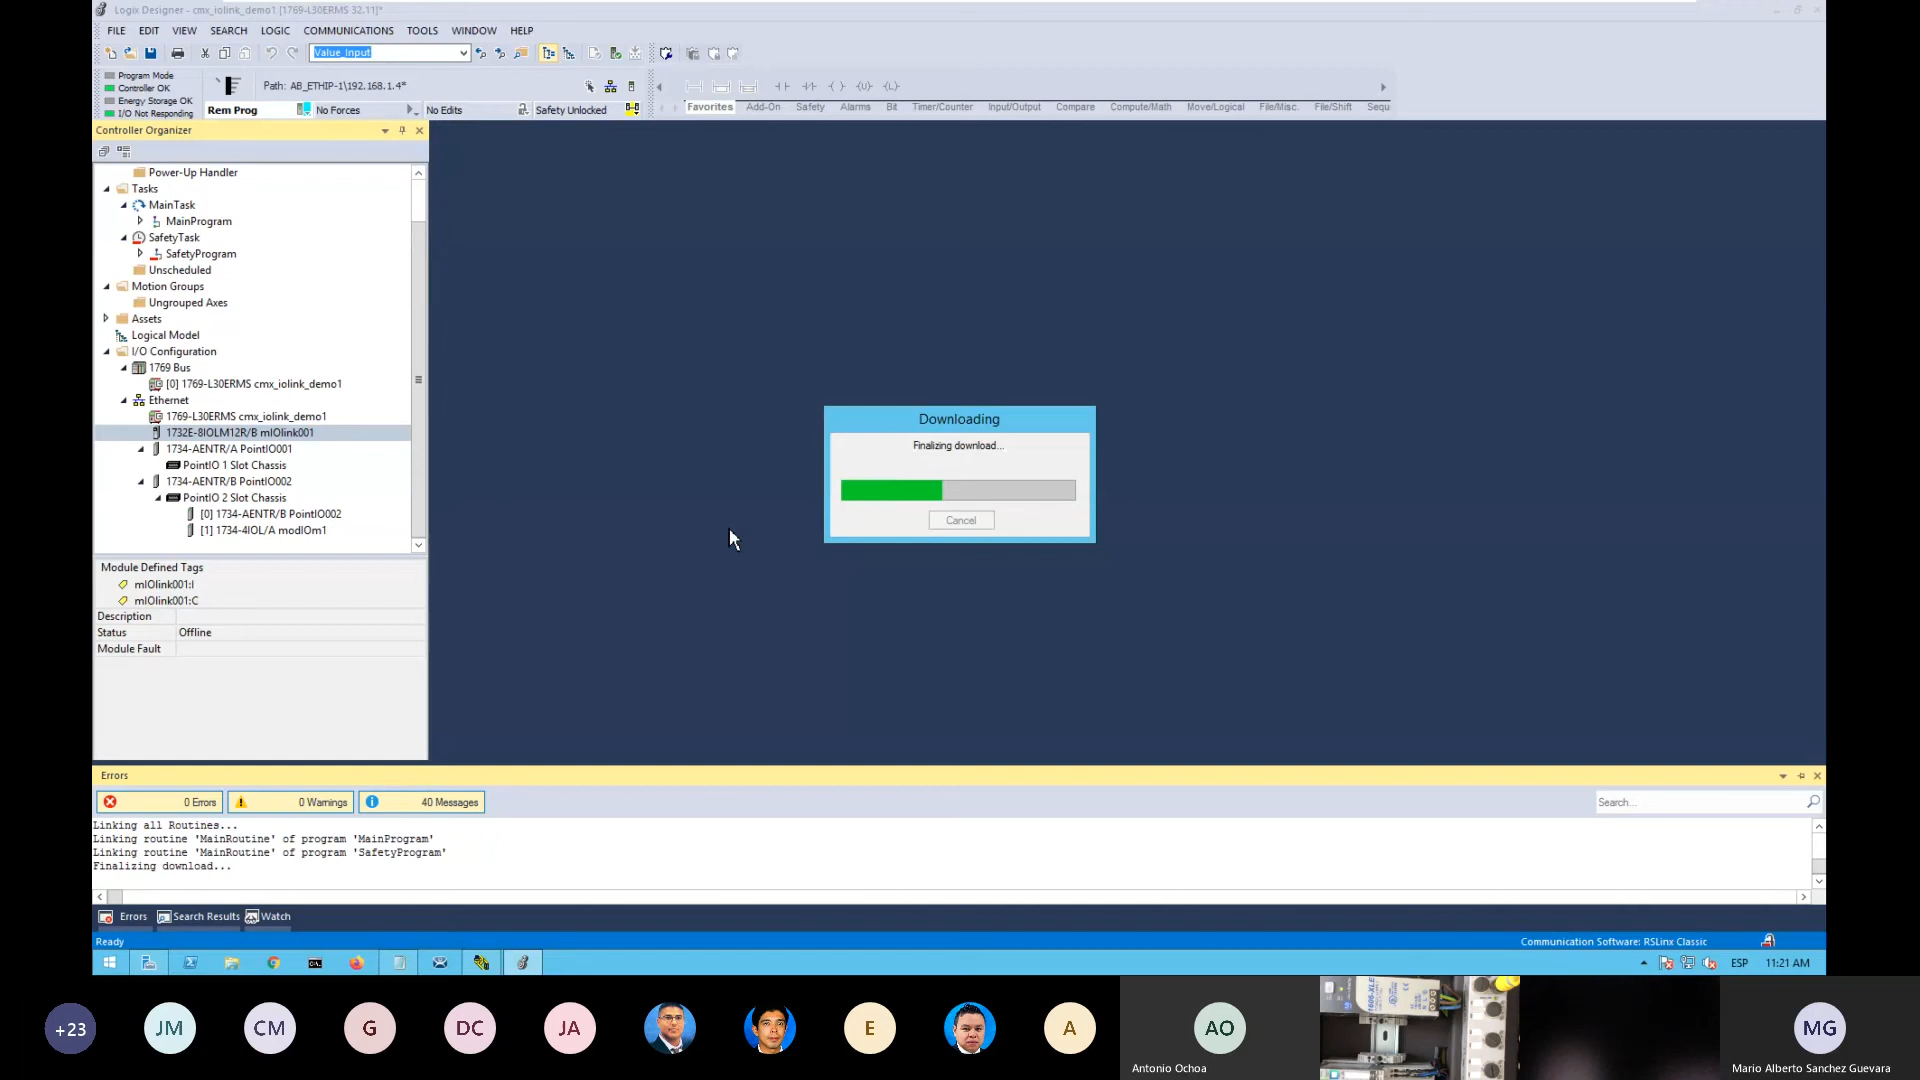 Logix Designer - cmx_iolink_demo1 [1769-L30ERMS 32.11]*
FILE EDIT VIEW SEARCH LOGIC COMMUNICATIONS TOOLS WINDOW HELP
Value_Input
Program Mode
Controller OK
Energy Storage OK
I/O Not Responding
Path: AB_ETHIP-1\192.168.1.4*
Rem Prog No Forces No Edits Safety Unlocked
Favorites Add-On Safety Alarms Bit Timer/Counter Input/Output Compare Compute/Math Move/Logical File/Misc. File/Shift Sequ
Controller Organizer
Power-Up Handler
Tasks
MainTask
MainProgram
SafetyTask
SafetyProgram
Unscheduled
Motion Groups
Ungrouped Axes
Assets
Logical Model
I/O Configuration
1769 Bus
[0] 1769-L30ERMS cmx_iolink_demo1
Ethernet
1769-L30ERMS cmx_iolink_demo1
1732E-8IOLM12R/B mIOlink001
1734-AENTR/A PointIO001
PointIO 1 Slot Chassis
1734-AENTR/B PointIO002
PointIO 2 Slot Chassis
[0] 1734-AENTR/B PointIO002
[1] 1734-4IOL/A modIOm1
Module Defined Tags
mIOlink001:I
mIOlink001:C
Description
Status Offline
Module Fault
Downloading
Finalizing download...
Cancel
Errors
0 Errors 0 Warnings 40 Messages
Search...
Linking all Routines...
Linking routine 'MainRoutine' of program 'MainProgram'
Linking routine 'MainRoutine' of program 'SafetyProgram'
Finalizing download...
Errors Search Results Watch
Ready
Communication Software: RSLinx Classic
ESP 11:21 AM
+23 JM CM G DC JA E A AO MG
Antonio Ochoa
Mario Alberto Sanchez Guevara